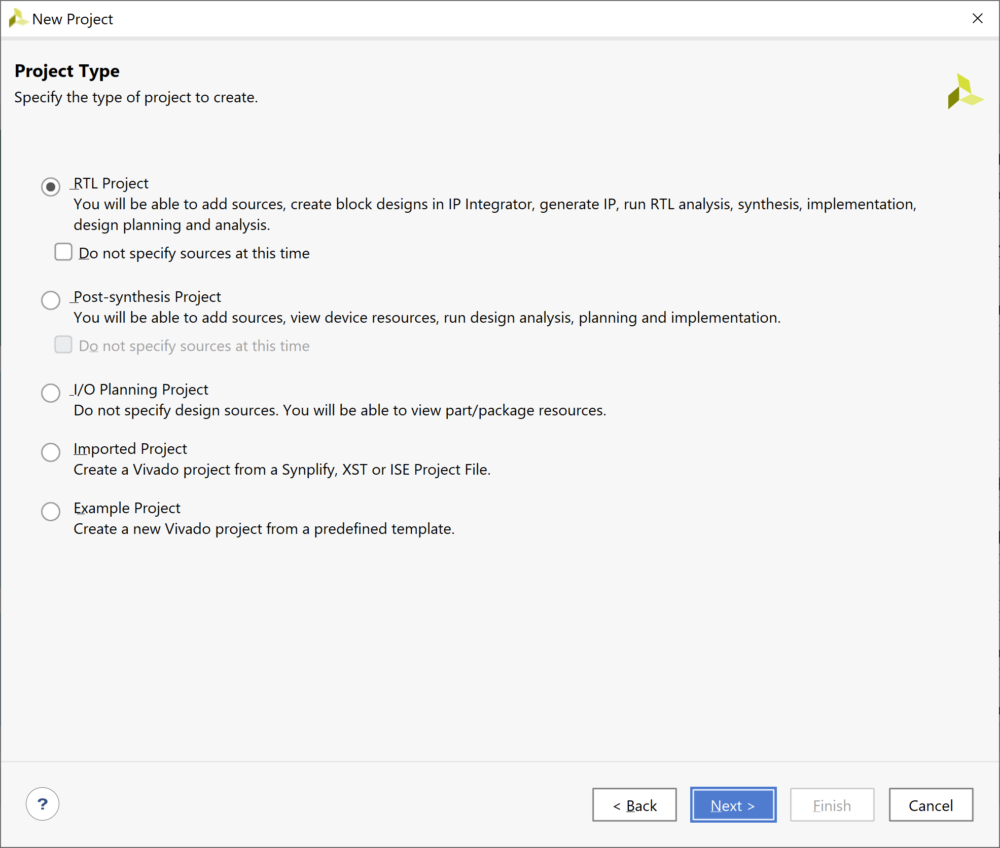 New Project
Project Type
Specify the type of project to create.
RTL Project
You will be able to add sources, create block designs in IP Integrator, generate IP, run RTL analysis, synthesis, implementation,
design planning and analysis.
Do not specify sources at this time
Post-synthesis Project
You will be able to add sources, view device resources, run design analysis, planning and implementation.
Do not specify sources at this time
I/O Planning Project
Do not specify design sources. You will be able to view part/package resources.
Imported Project
Create a Vivado project from a Synplify, XST or ISE Project File.
Example Project
Create a new Vivado project from a predefined template.
? < Back Next > Finish Cancel